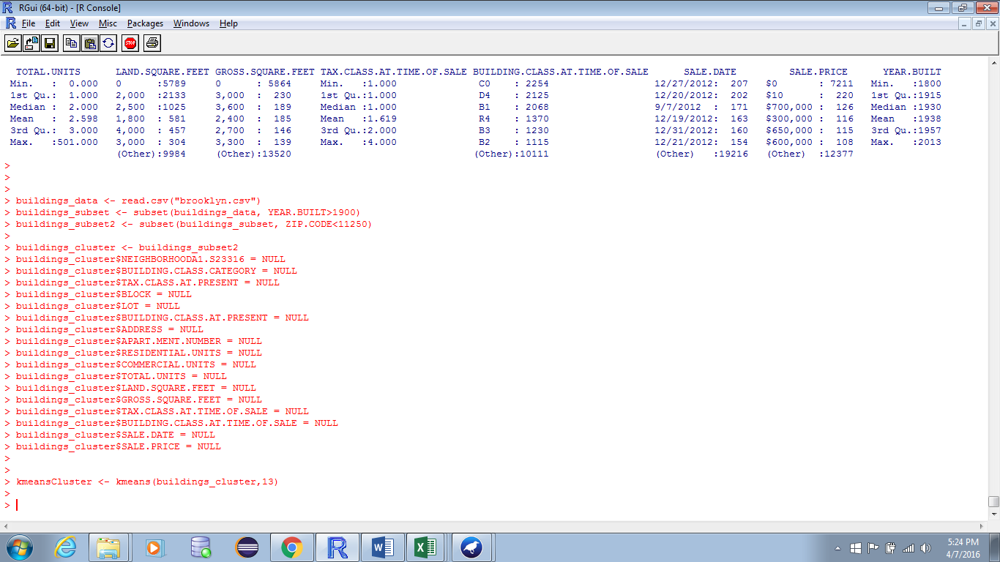 RGui (64-bit) - [R Console]
File Edit View Misc Packages Windows Help
STOP
TOTAL.UNITS LAND.SQUARE.FEET GROSS.SQUARE.FEET TAX.CLASS.AT.TIME.OF.SALE BUILDING.CLASS.AT.TIME.OF.SALE SALE.DATE SALE.PRICE YEAR.BUILT
Min. : 0.000 0 :5789 0 : 5864 Min. :1.000 C0 : 2254 12/27/2012: 207 $0 : 7211 Min. :1800
1st Qu.: 1.000 2,000 :2133 3,000 : 230 1st Qu.:1.000 D4 : 2125 12/20/2012: 202 $10 : 220 1st Qu.:1915
Median : 2.000 2,500 :1025 3,600 : 189 Median :1.000 B1 : 2068 9/7/2012 : 171 $700,000 : 126 Median :1930
Mean : 2.598 1,800 : 581 2,400 : 185 Mean :1.619 R4 : 1370 12/19/2012: 163 $300,000 : 116 Mean :1938
3rd Qu.: 3.000 4,000 : 457 2,700 : 146 3rd Qu.:2.000 B3 : 1230 12/31/2012: 160 $650,000 : 115 3rd Qu.:1957
Max. :501.000 3,000 : 304 3,300 : 139 Max. :4.000 B2 : 1115 12/21/2012: 154 $600,000 : 108 Max. :2013
(Other):9984 (Other):13520 (Other):10111 (Other) :19216 (Other) :12377
>
>
>
> buildings_data <- read.csv("brooklyn.csv")
> buildings_subset <- subset(buildings_data, YEAR.BUILT>1900)
> buildings_subset2 <- subset(buildings_subset, ZIP.CODE<11250)
>
> buildings_cluster <- buildings_subset2
> buildings_cluster$NEIGHBORHOODA1.S23316 = NULL
> buildings_cluster$BUILDING.CLASS.CATEGORY = NULL
> buildings_cluster$TAX.CLASS.AT.PRESENT = NULL
> buildings_cluster$BLOCK = NULL
> buildings_cluster$LOT = NULL
> buildings_cluster$BUILDING.CLASS.AT.PRESENT = NULL
> buildings_cluster$ADDRESS = NULL
> buildings_cluster$APART.MENT.NUMBER = NULL
> buildings_cluster$RESIDENTIAL.UNITS = NULL
> buildings_cluster$COMMERCIAL.UNITS = NULL
> buildings_cluster$TOTAL.UNITS = NULL
> buildings_cluster$LAND.SQUARE.FEET = NULL
> buildings_cluster$GROSS.SQUARE.FEET = NULL
> buildings_cluster$TAX.CLASS.AT.TIME.OF.SALE = NULL
> buildings_cluster$BUILDING.CLASS.AT.TIME.OF.SALE = NULL
> buildings_cluster$SALE.DATE = NULL
> buildings_cluster$SALE.PRICE = NULL
>
>
> kmeansCluster <- kmeans(buildings_cluster,13)
>
>
5:24 PM
4/7/2016